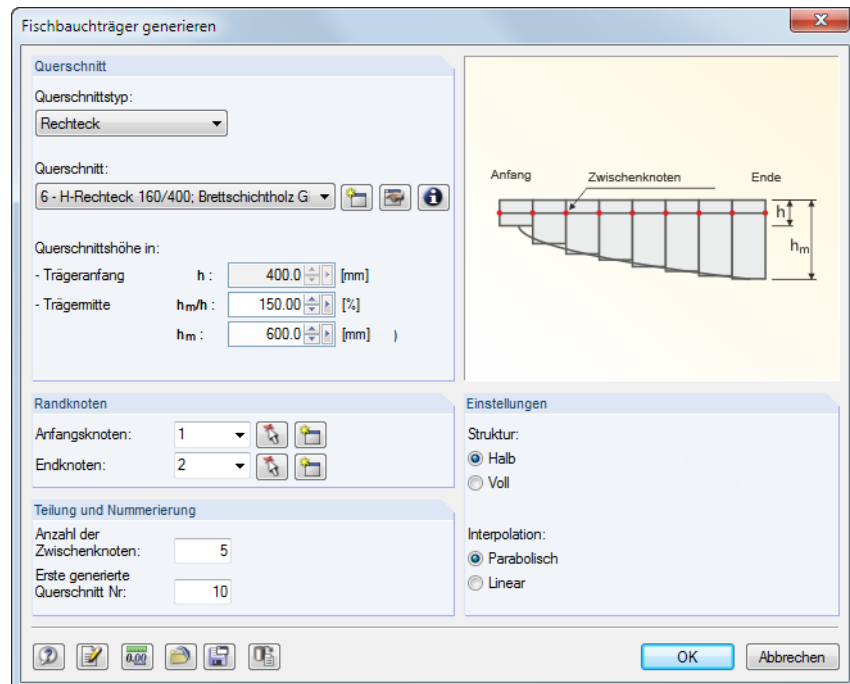 Fischbauchträger generieren
Querschnitt
Querschnittstyp:
Rechteck
Querschnitt:
6 - H-Rechteck 160/400; Brettschichtholz G
Querschnittshöhe in:
- Trägeranfang h : 400.0 [mm]
- Trägermitte hm/h : 150.00 [%]
hm : 600.0 [mm] )
Anfang Zwischenknoten Ende
h
hm
Randknoten
Anfangsknoten: 1
Endknoten: 2
Teilung und Nummerierung
Anzahl der
Zwischenknoten: 5
Erste generierte
Querschnitt Nr: 10
Einstellungen
Struktur:
Halb
Voll
Interpolation:
Parabolisch
Linear
0.00
OK Abbrechen